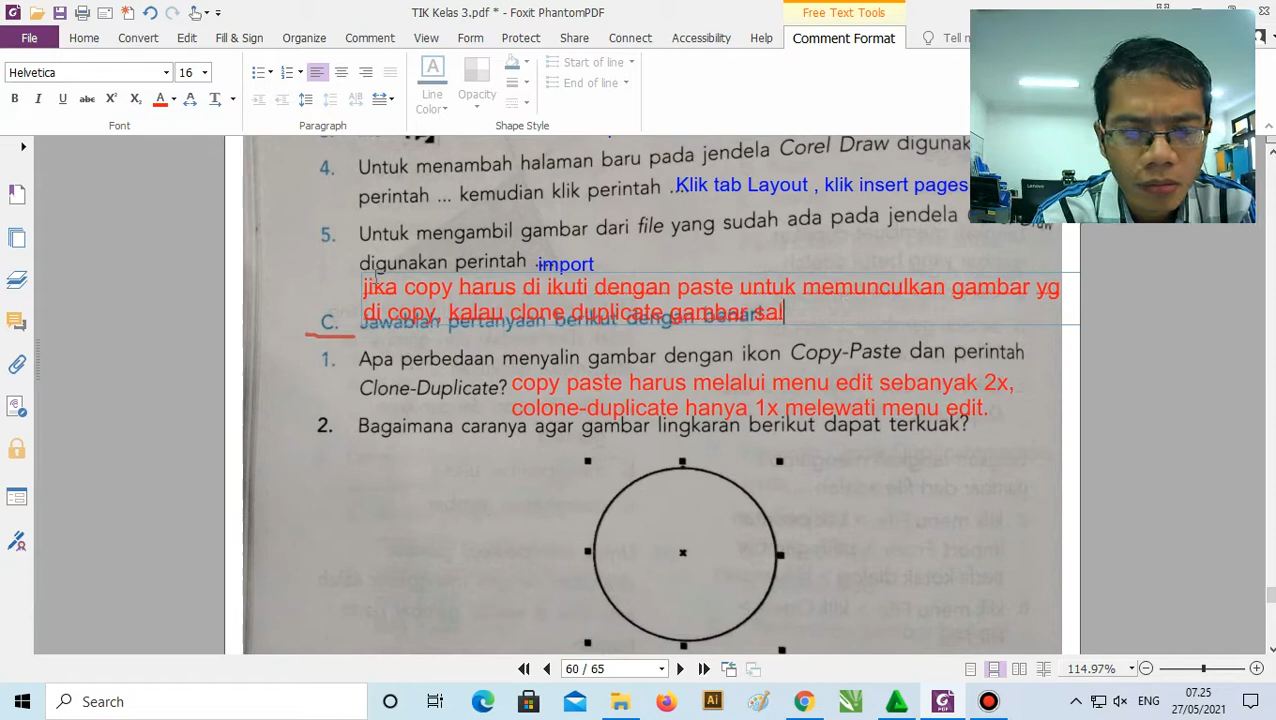 TIK Kelas 3.pdf * - Foxit PhantomPDF
Free Text Tools
File Home Convert Edit Fill & Sign Organize Comment View Form Protect Share Connect Accessibility Help Comment Format Tell
Helvetica 16
Line Color
Opacity
Start of line
End of line
Font Paragraph Shape Style
4. Untuk menambah halaman baru pada jendela Corel Draw
perintah ... kemudian klik perintah .. Klik tab Layout , klik insert pages
5. Untuk mengambil gambar dari file yang sudah ada pada jendela
digunakan perintah ... import
jika copy harus di ikuti dengan paste untuk memunculkan gambar yg
di copy, kalau clone duplicate gambar sal
C. Jawablah pertanyaan berikut dengan benar!
1. Apa perbedaan menyalin gambar dengan ikon Copy-Paste dan perintah
Clone-Duplicate? copy paste harus melalui menu edit sebanyak 2x,
colone-duplicate hanya 1x melewati menu edit.
2. Bagaimana caranya agar gambar lingkaran berikut dapat terkuak?
60 / 65
114.97%
Search
ENG
07.25
27/05/2021